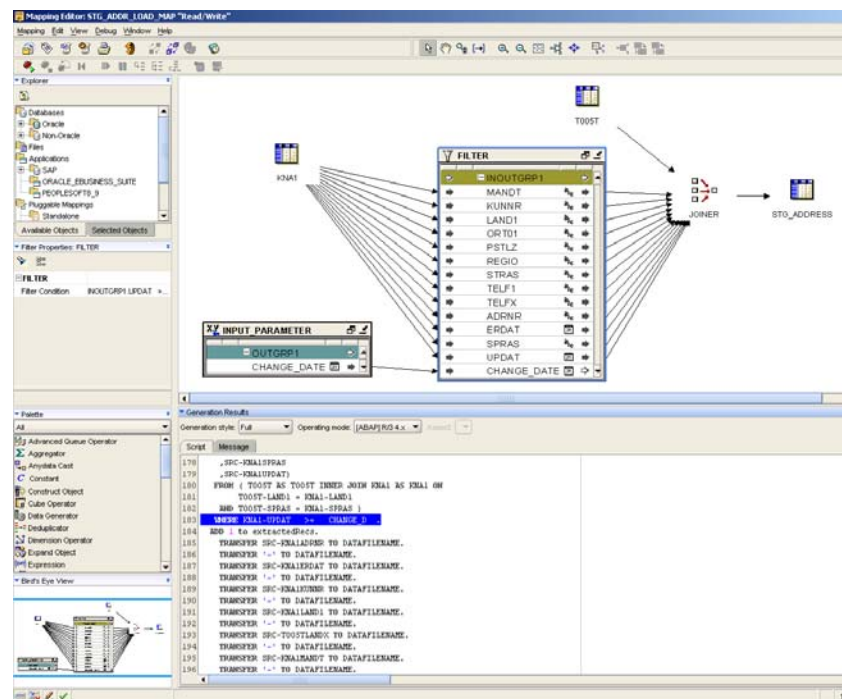 Mapping Editor: STG_ADDR_LOAD_MAP "Read/Write"
Mapping Edit View Debug Window Help
Explorer
Databases
Oracle
Non-Oracle
Files
Applications
SAP
ORACLE_EBUSINESS_SUITE
PEOPLESOFT8_9
Pluggable Mappings
Standalone
Available Objects Selected Objects
Filter Properties: FILTER
FILTER
Filter Condition INOUTGRP1.UPDAT >...
Palette
All
Advanced Queue Operator
Aggregator
Anydata Cast
Constant
Construct Object
Cube Operator
Data Generator
Deduplicator
Dimension Operator
Expand Object
Expression
Bird's Eye View
KNA1
T005T
FILTER
INOUTGRP1
MANDT
KUNNR
LAND1
ORT01
PSTLZ
REGIO
STRAS
TELF1
TELFX
ADRNR
ERDAT
SPRAS
UPDAT
CHANGE_DATE
JOINER
STG_ADDRESS
INPUT_PARAMETER
OUTGRP1
CHANGE_DATE
Generation Results
Generation style: Full Operating mode: [ABAP] R/3 4.x
Script Message
178 ,SRC-KNA1SPRAS
179 ,SRC-KNA1UPDAT)
180 FROM ( T005T AS T005T INNER JOIN KNA1 AS KNA1 ON
181 T005T~LAND1 = KNA1~LAND1
182 AND T005T~SPRAS = KNA1~SPRAS )
183 WHERE KNA1~UPDAT >= CHANGE_D .
184 ADD 1 to extractedRecs.
185 TRANSFER SRC-KNA1ADRNR TO DATAFILENAME.
186 TRANSFER '~' TO DATAFILENAME.
187 TRANSFER SRC-KNA1ERDAT TO DATAFILENAME.
188 TRANSFER '~' TO DATAFILENAME.
189 TRANSFER SRC-KNA1KUNNR TO DATAFILENAME.
190 TRANSFER '~' TO DATAFILENAME.
191 TRANSFER SRC-KNA1LAND1 TO DATAFILENAME.
192 TRANSFER '~' TO DATAFILENAME.
193 TRANSFER SRC-T005TLANDX TO DATAFILENAME.
194 TRANSFER '~' TO DATAFILENAME.
195 TRANSFER SRC-KNA1MANDT TO DATAFILENAME.
196 TRANSFER '~' TO DATAFILENAME.